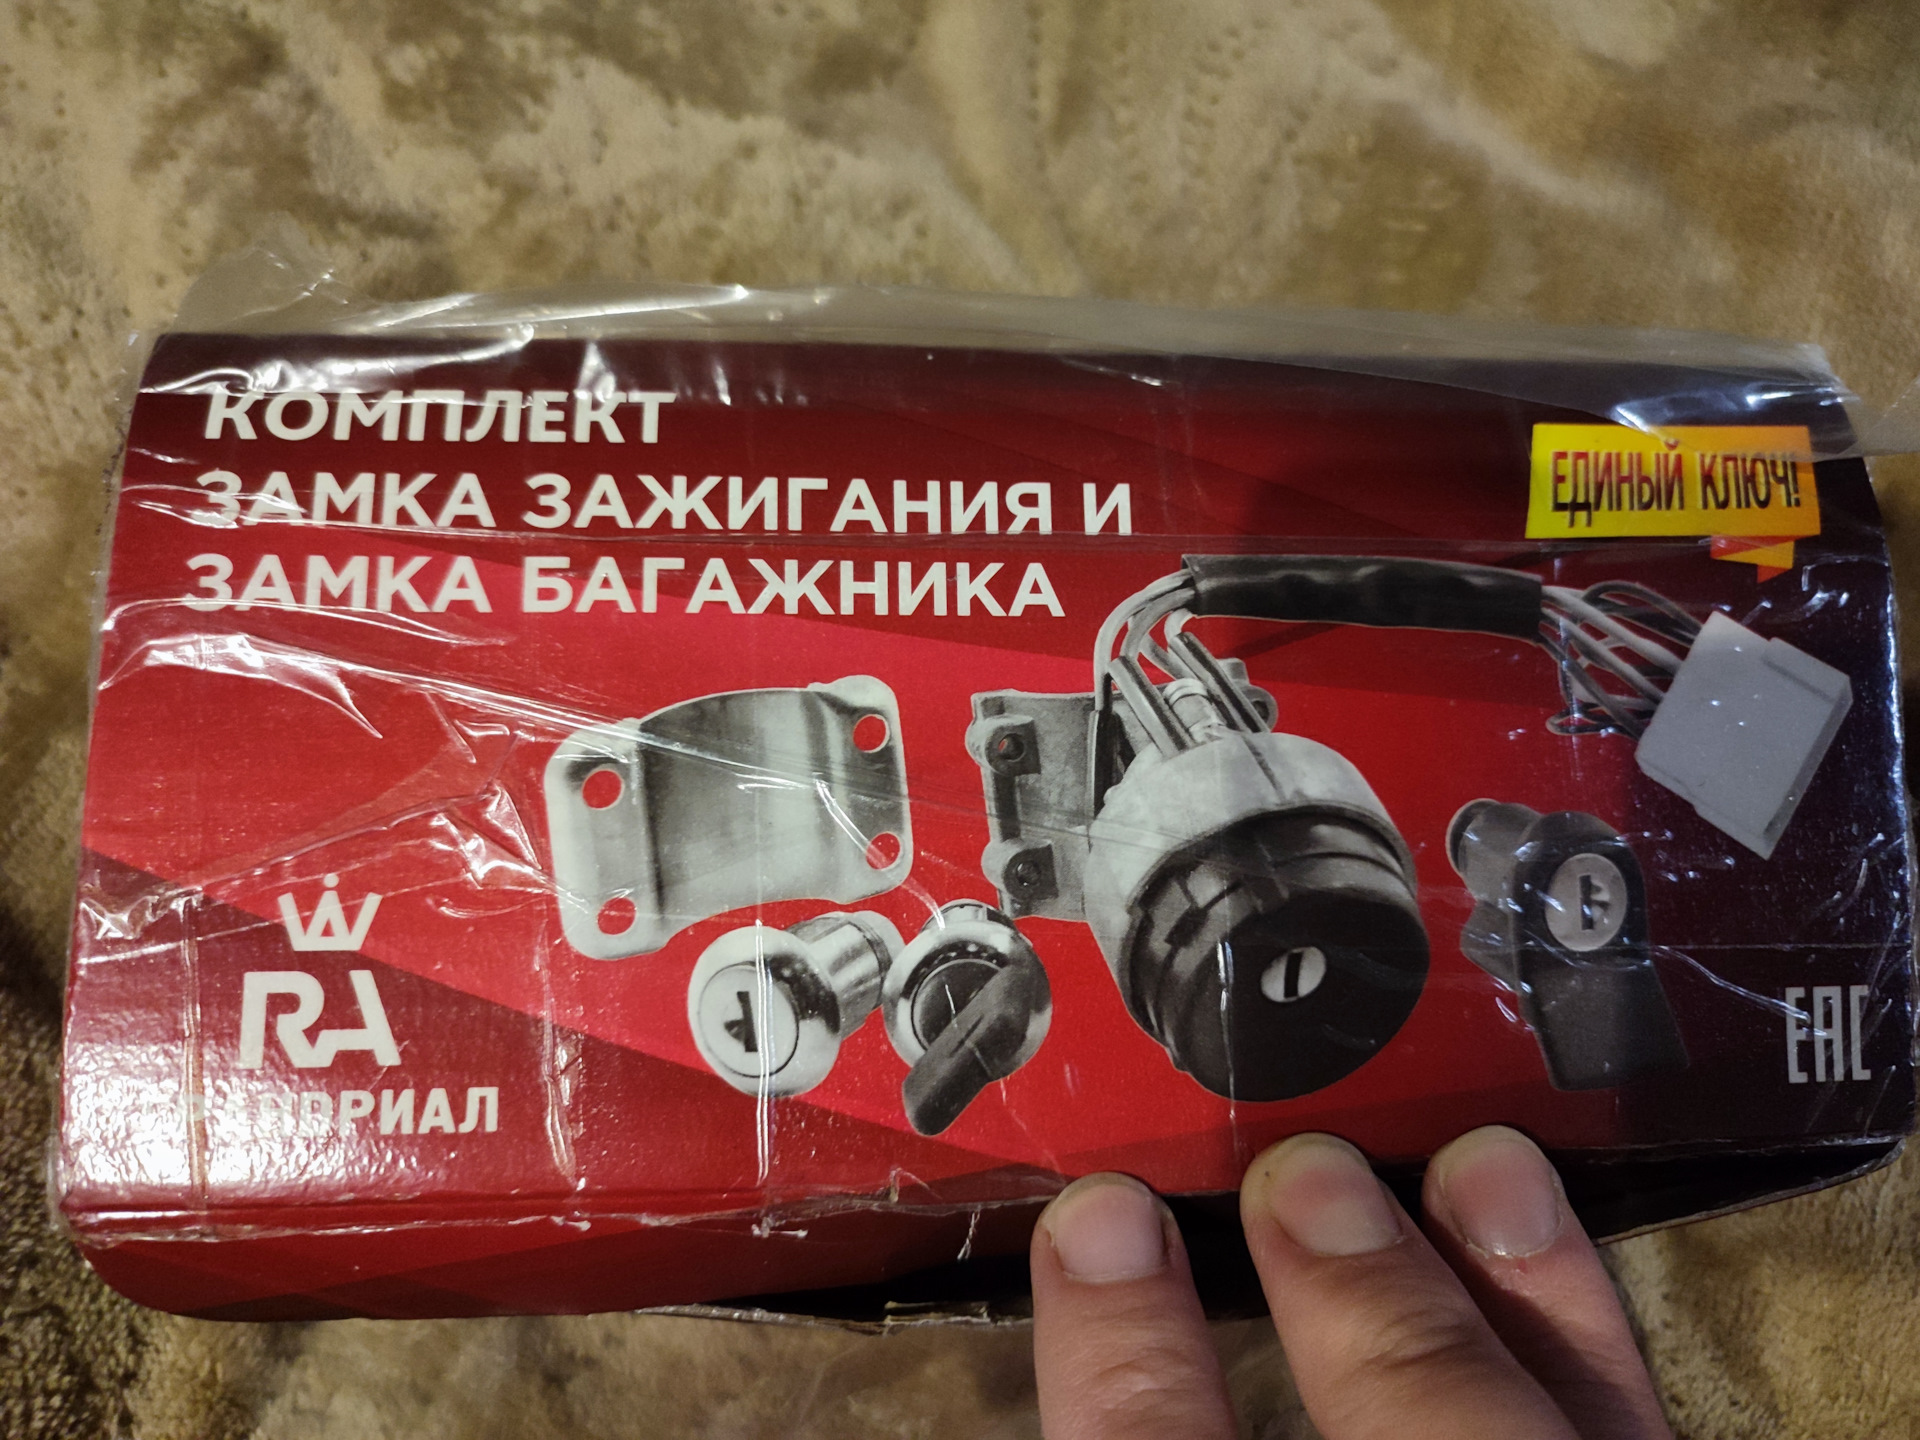 КОМПЛЕКТ
ЗАМКА ЗАЖИГАНИЯ И
ЗАМКА БАГАЖНИКА
ЕДИНЫЙ КЛЮЧ!
RA
EAC